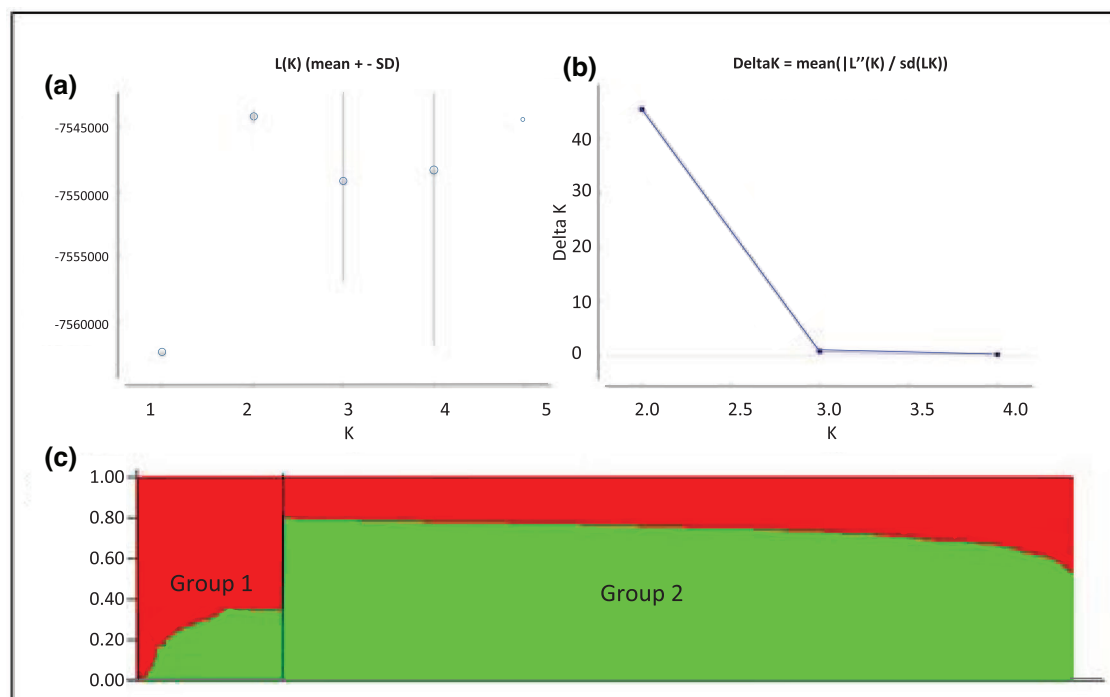 (a)
L(K) (mean + - SD)
-7545000
-7550000
-7555000
-7560000
1 2 3 4 5
K
(b)
DeltaK = mean(|L’’(K) / sd(LK))
Delta K
40
30
20
10
0
2.0 2.5 3.0 3.5 4.0
K
(c)
1.00
0.80
0.60
0.40
0.20
0.00
Group 1
Group 2